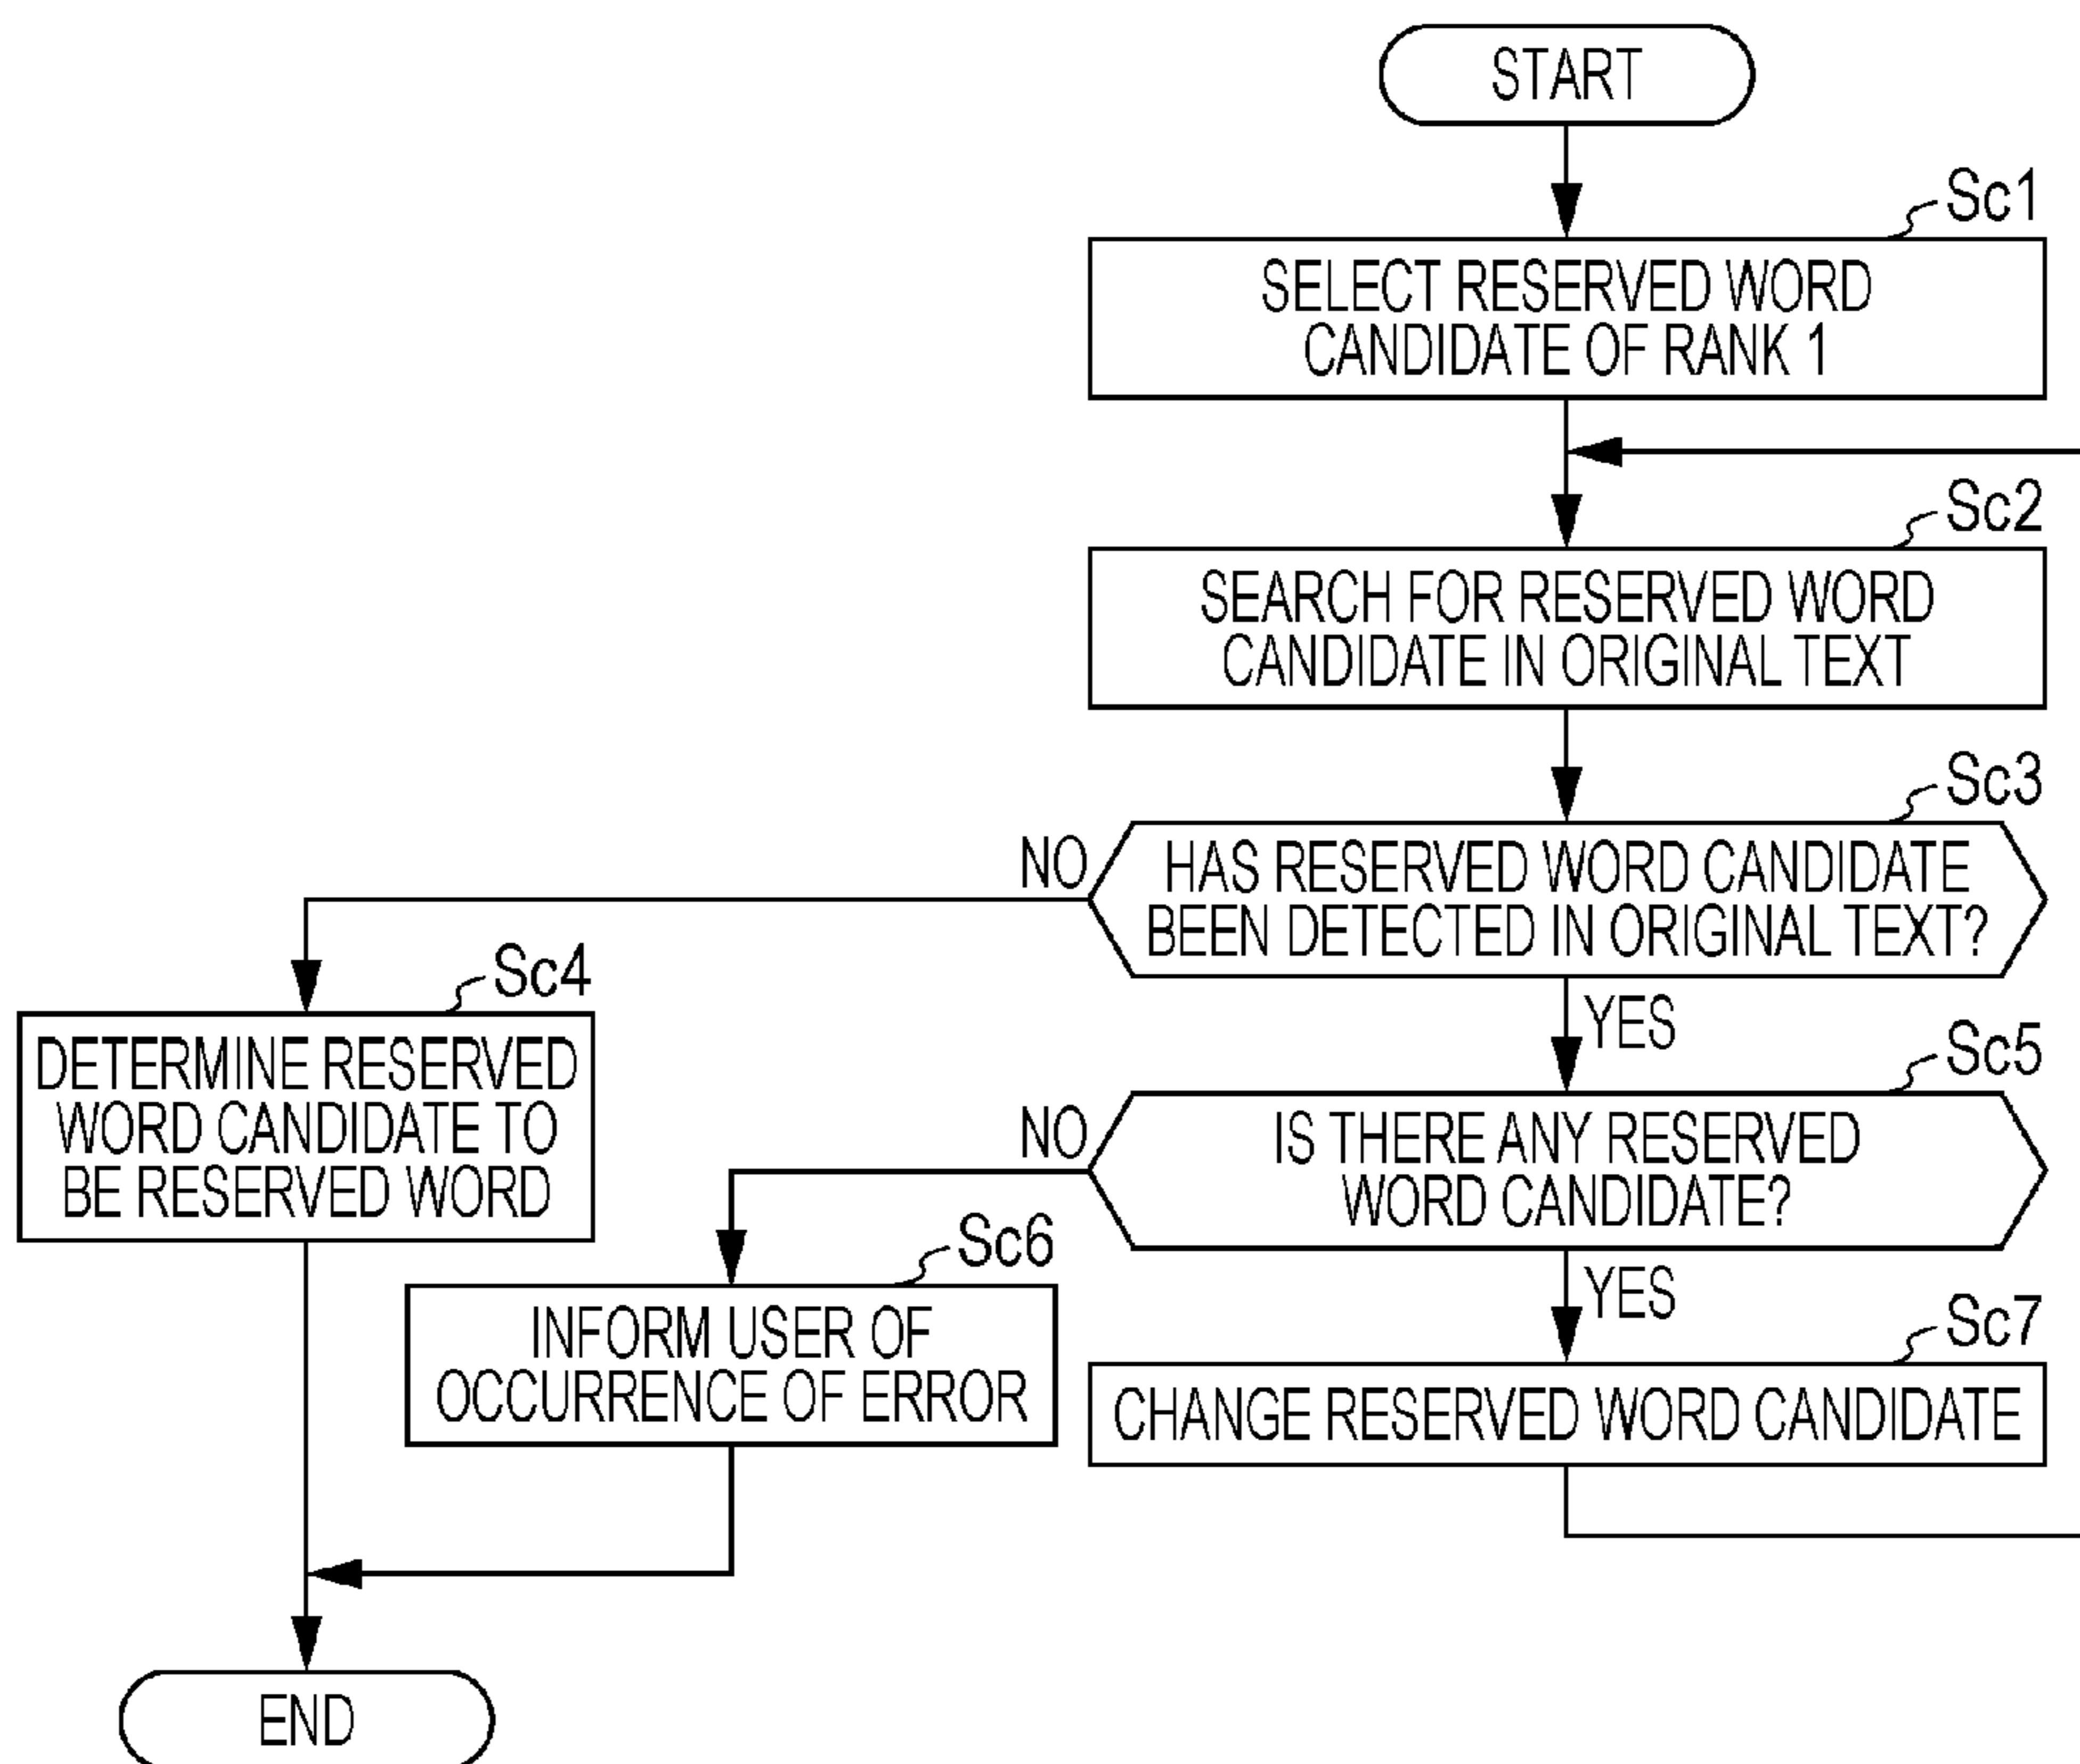 START
Sc1
SELECT RESERVED WORD
CANDIDATE OF RANK 1
Sc2
SEARCH FOR RESERVED WORD
CANDIDATE IN ORIGINAL TEXT
Sc3
NO
HAS RESERVED WORD CANDIDATE
BEEN DETECTED IN ORIGINAL TEXT?
Sc4
DETERMINE RESERVED
WORD CANDIDATE TO
BE RESERVED WORD
YES
Sc5
NO
IS THERE ANY RESERVED
WORD CANDIDATE?
Sc6
INFORM USER OF
OCCURRENCE OF ERROR
YES
Sc7
CHANGE RESERVED WORD CANDIDATE
END